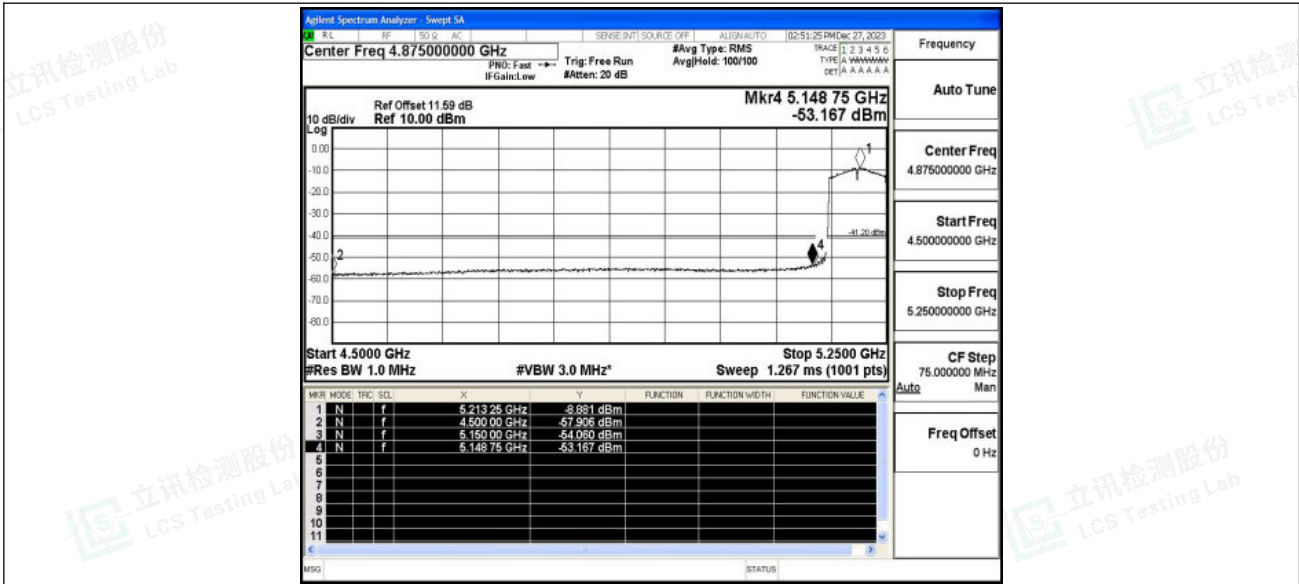 Agilent Spectrum Analyzer - Swept SA
RL RF 50 Ω AC SENSE:INT SOURCE OFF ALIGN AUTO 02:51:25 PM Dec 27, 2023
Center Freq 4.875000000 GHz
PNO: Fast
IFGain:Low
Trig: Free Run
#Atten: 20 dB
#Avg Type: RMS
Avg|Hold: 100/100
TRACE 1 2 3 4 5 6
TYPE A WWWWW
DET A A A A A A
Ref Offset 11.59 dB
Ref 10.00 dBm
10 dB/div
Log
Mkr4 5.148 75 GHz
-53.167 dBm
0.00
-10.0
-20.0
-30.0
-40.0
-50.0
-60.0
-70.0
-80.0
1
2
4
-41.20 dBm
Start 4.5000 GHz
Stop 5.2500 GHz
#Res BW 1.0 MHz
#VBW 3.0 MHz*
Sweep 1.267 ms (1001 pts)
MKR MODE TRC SCL X Y FUNCTION FUNCTION WIDTH FUNCTION VALUE
1 N f 5.213 25 GHz -8.881 dBm
2 N f 4.500 00 GHz -57.906 dBm
3 N f 5.150 00 GHz -54.060 dBm
4 N f 5.148 75 GHz -53.167 dBm
5
6
7
8
9
10
11
MSG
STATUS
Frequency
Auto Tune
Center Freq
4.875000000 GHz
Start Freq
4.500000000 GHz
Stop Freq
5.250000000 GHz
CF Step
75.000000 MHz
Auto Man
Freq Offset
0 Hz
立讯检测股份
LCS Testing Lab
立讯检测
LCS Test
立讯检测股份
LCS Testing La
立讯检测股份
LCS Testing Lab